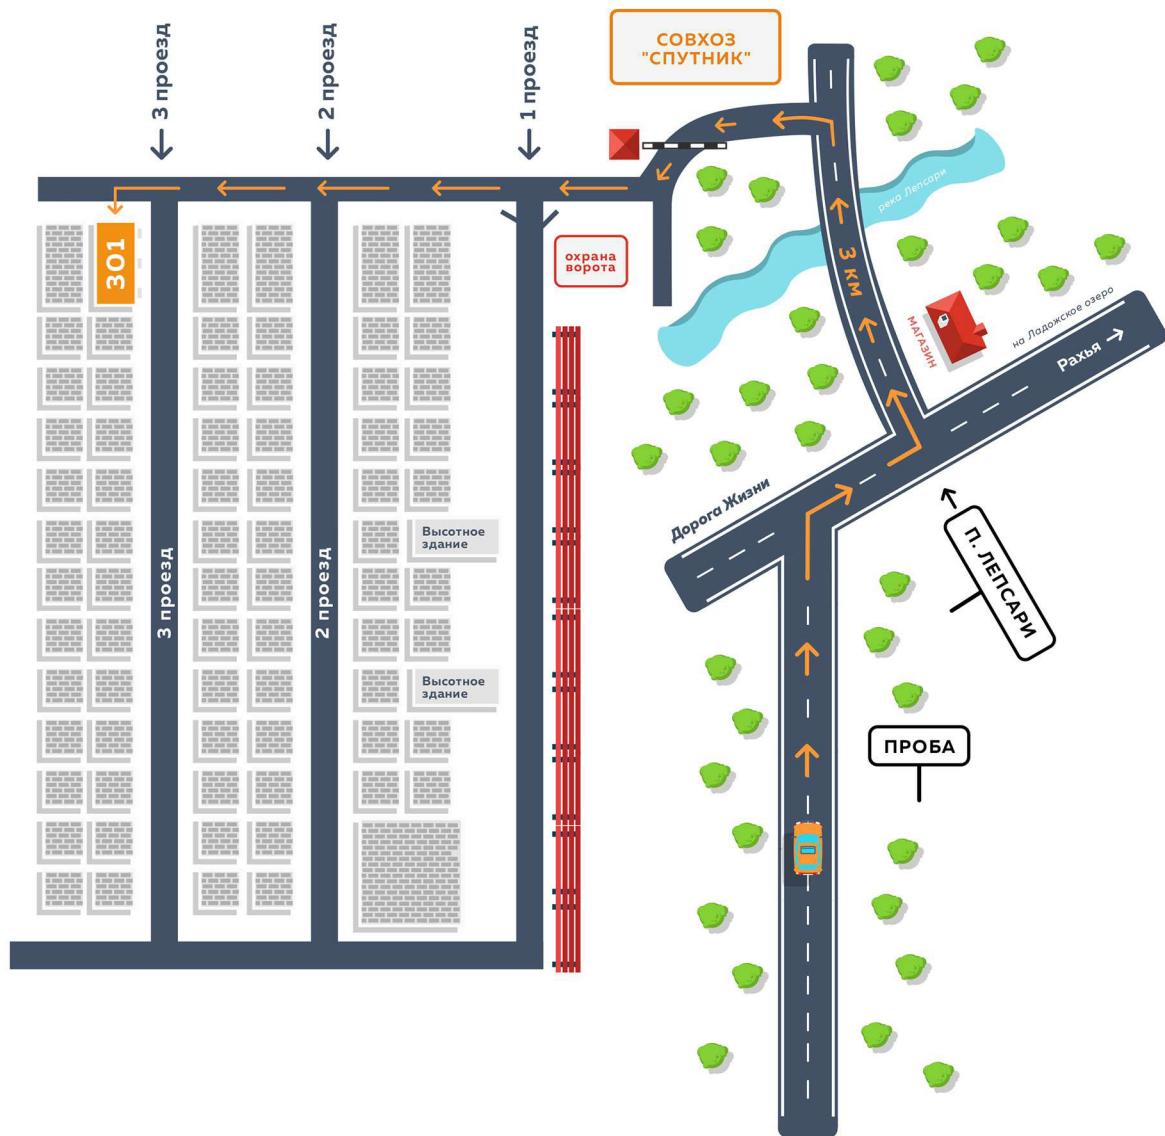 СОВХОЗ
"СПУТНИК"
3 проезд
2 проезд
1 проезд
река Лепсари
301
охрана
ворота
3 км
МАГАЗИН
на Ладожское озеро
Рахья
Дорога Жизни
П. ЛЕПСАРИ
Высотное
здание
3 проезд
2 проезд
Высотное
здание
ПРОБА